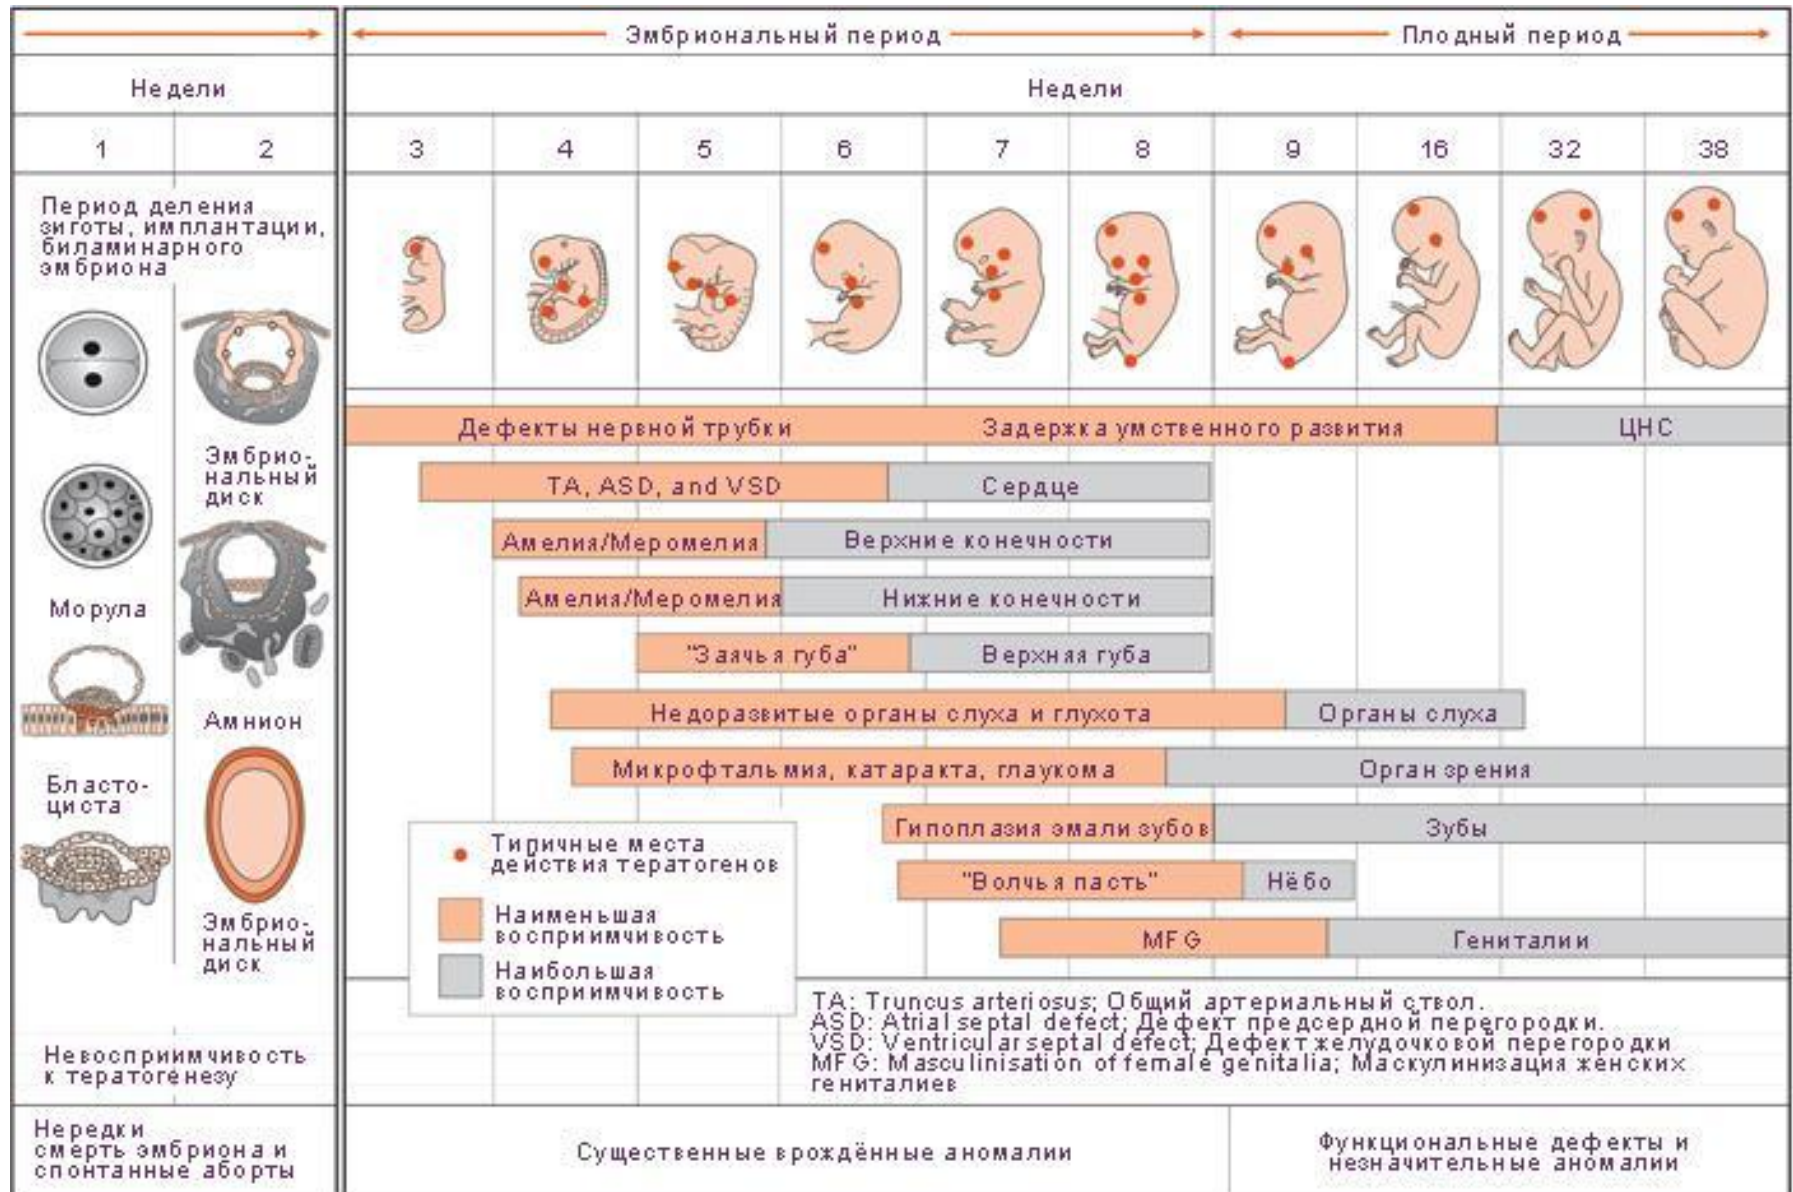 Эмбриональный период
Плодный период
Недели
Недели
1
2
3
4
5
6
7
8
9
16
32
38
Период деления
зиготы, имплантации,
биламинарного
эмбриона
Эмбрио-
нальный
диск
Морула
Амнион
Бласто-
циста
Эмбрио-
нальный
диск
Невосприимчивость
к тератогенезу
Нередки
смерть эмбриона и
спонтанные аборты
Дефекты нервной трубки
Задержка умственного развития
ЦНС
TA, ASD, and VSD
Сердце
Амелия/Меромелия
Верхние конечности
Амелия/Меромелия
Нижние конечности
"Заячья губа"
Верхняя губа
Недоразвитые органы слуха и глухота
Органы слуха
Микрофтальмия, катаракта, глаукома
Орган зрения
Гипоплазия эмали зубов
Зубы
"Волчья пасть"
Нёбо
MFG
Гениталии
Типичные места
действия тератогенов
Наименьшая
восприимчивость
Наибольшая
восприимчивость
TA: Truncus arteriosus; Общий артериальный ствол.
ASD: Atrial septal defect; Дефект предсердной перегородки.
VSD: Ventricular septal defect; Дефект желудочковой перегородки
MFG: Masculinisation of female genitalia; Маскулинизация женских
гениталиев
Существенные врождённые аномалии
Функциональные дефекты и
незначительные аномалии